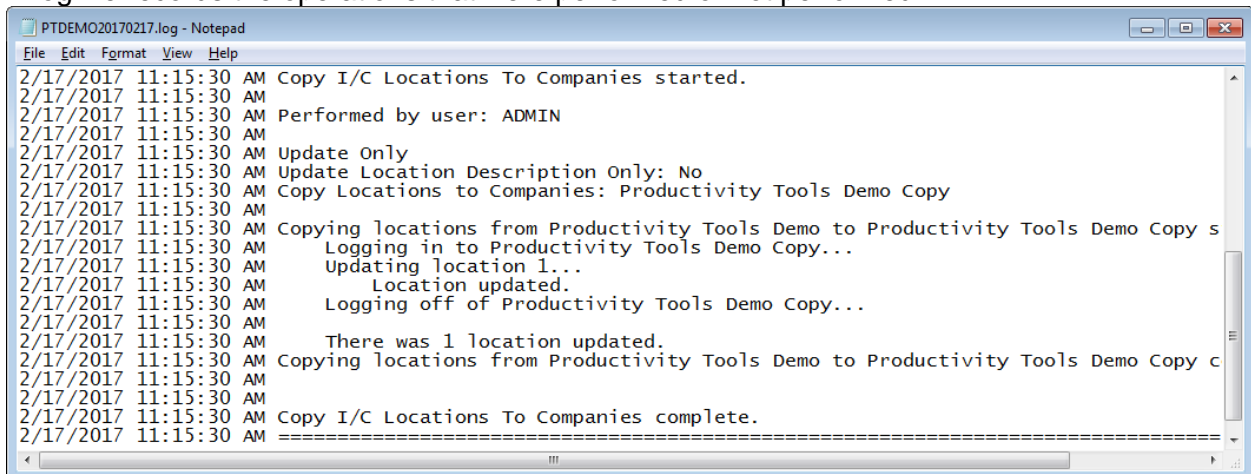 PTDEMO20170217.log - Notepad
File Edit Format View Help
2/17/2017 11:15:30 AM Copy I/C Locations To Companies started.
2/17/2017 11:15:30 AM
2/17/2017 11:15:30 AM Performed by user: ADMIN
2/17/2017 11:15:30 AM
2/17/2017 11:15:30 AM Update Only
2/17/2017 11:15:30 AM Update Location Description Only: No
2/17/2017 11:15:30 AM Copy Locations to Companies: Productivity Tools Demo Copy
2/17/2017 11:15:30 AM
2/17/2017 11:15:30 AM Copying locations from Productivity Tools Demo to Productivity Tools Demo Copy s
2/17/2017 11:15:30 AM Logging in to Productivity Tools Demo Copy...
2/17/2017 11:15:30 AM Updating location 1...
2/17/2017 11:15:30 AM Location updated.
2/17/2017 11:15:30 AM Logging off of Productivity Tools Demo Copy...
2/17/2017 11:15:30 AM
2/17/2017 11:15:30 AM There was 1 location updated.
2/17/2017 11:15:30 AM Copying locations from Productivity Tools Demo to Productivity Tools Demo Copy c
2/17/2017 11:15:30 AM
2/17/2017 11:15:30 AM
2/17/2017 11:15:30 AM Copy I/C Locations To Companies complete.
2/17/2017 11:15:30 AM ================================================================================